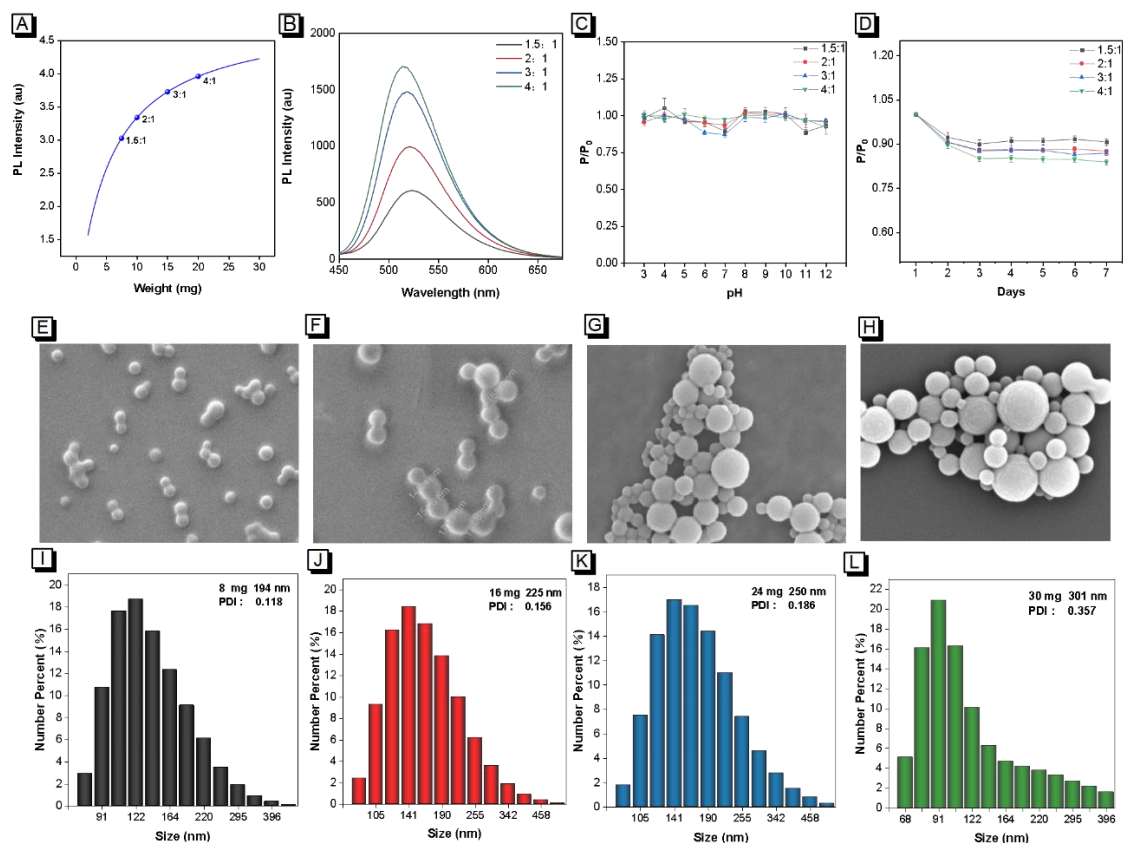 A
PL Intensity (au)
4.5
4.0
3.5
3.0
2.5
2.0
1.5
4:1
3:1
2:1
1.5:1
0 5 10 15 20 25 30
Weight (mg)
B
PL Intensity (au)
2000
1500
1000
500
0
1.5：1
2：1
3：1
4：1
450 500 550 600 650
Wavelength (nm)
C
P/P0
1.50
1.25
1.00
0.75
0.50
0.25
0.00
1.5:1
2:1
3:1
4:1
3 4 5 6 7 8 9 10 11 12
pH
D
P/P0
1.20
1.05
0.90
0.75
0.60
1.5:1
2:1
3:1
4:1
1 2 3 4 5 6 7
Days
E
F
G
H
I
Number Percent (%)
20
18
16
14
12
10
8
6
4
2
0
8 mg 194 nm
PDI： 0.118
91 122 164 220 295 396
Size (nm)
J
Number Percent (%)
20
18
16
14
12
10
8
6
4
2
0
16 mg 225 nm
PDI： 0.156
105 141 190 255 342 458
Size (nm)
K
Number Percent (%)
18
16
14
12
10
8
6
4
2
0
24 mg 250 nm
PDI： 0.186
105 141 190 255 342 458
Size (nm)
L
Number Percent (%)
22
20
18
16
14
12
10
8
6
4
2
0
30 mg 301 nm
PDI： 0.357
68 91 122 164 220 295 396
Size (nm)